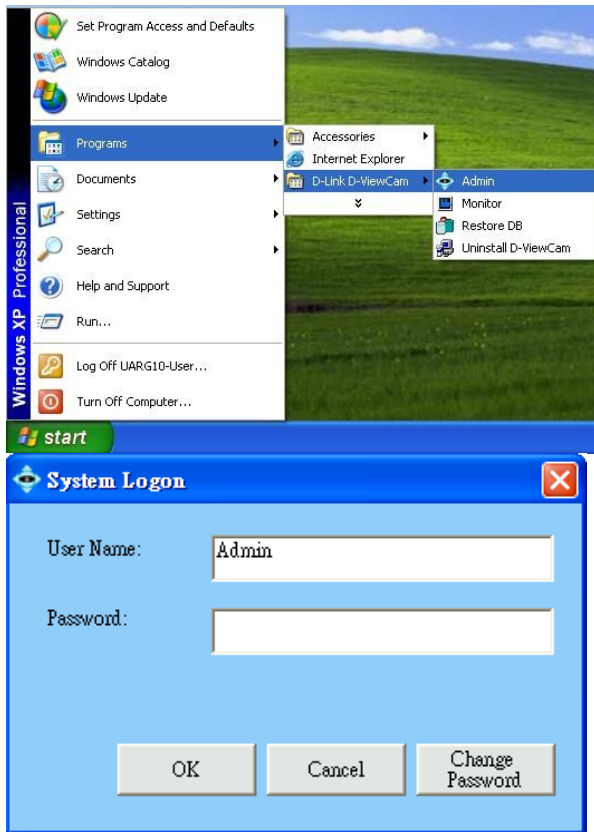 Set Program Access and Defaults
Windows Catalog
Windows Update
Programs
Documents
Settings
Search
Help and Support
Run...
Log Off UARG10-User...
Turn Off Computer...
Windows XP Professional
start
Accessories
Internet Explorer
D-Link D-ViewCam
Admin
Monitor
Restore DB
Uninstall D-ViewCam
System Logon
User Name:
Admin
Password:
OK
Cancel
Change
Password